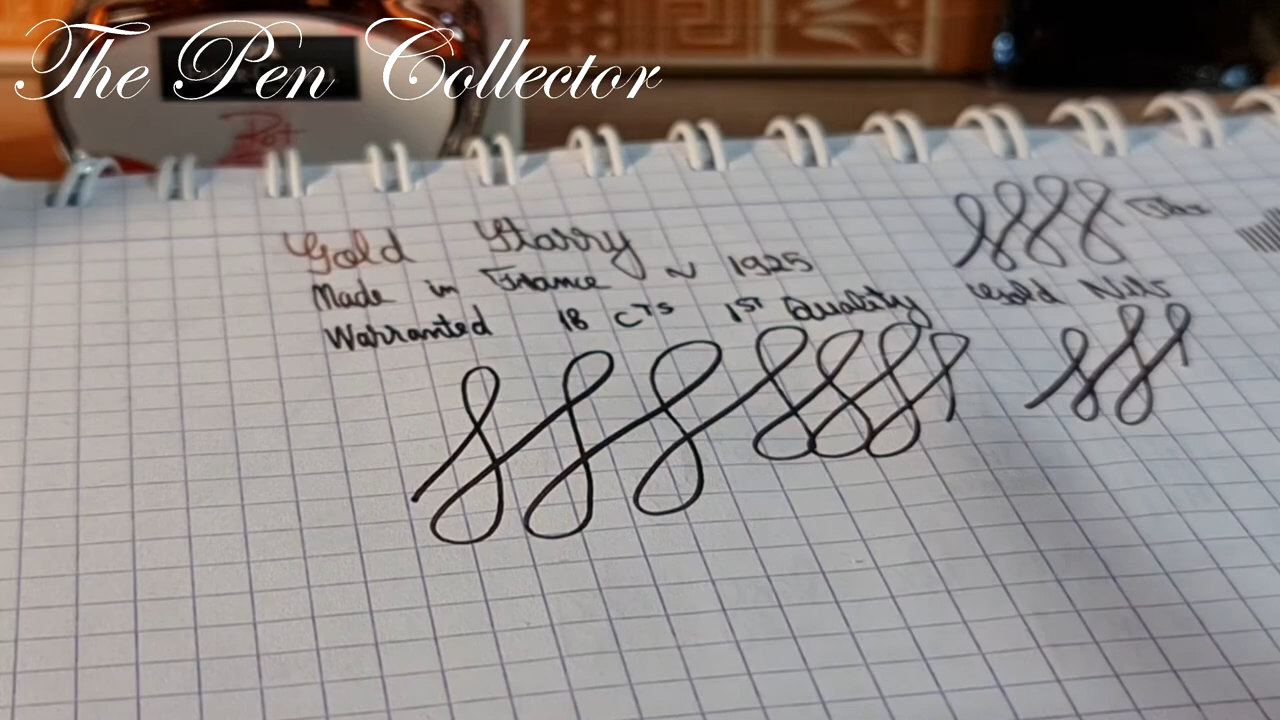 The Pen Collector
Gold Starry
Made in France ~ 1925
Warranted 18 CTS 1ST Quality
Gold Nibs